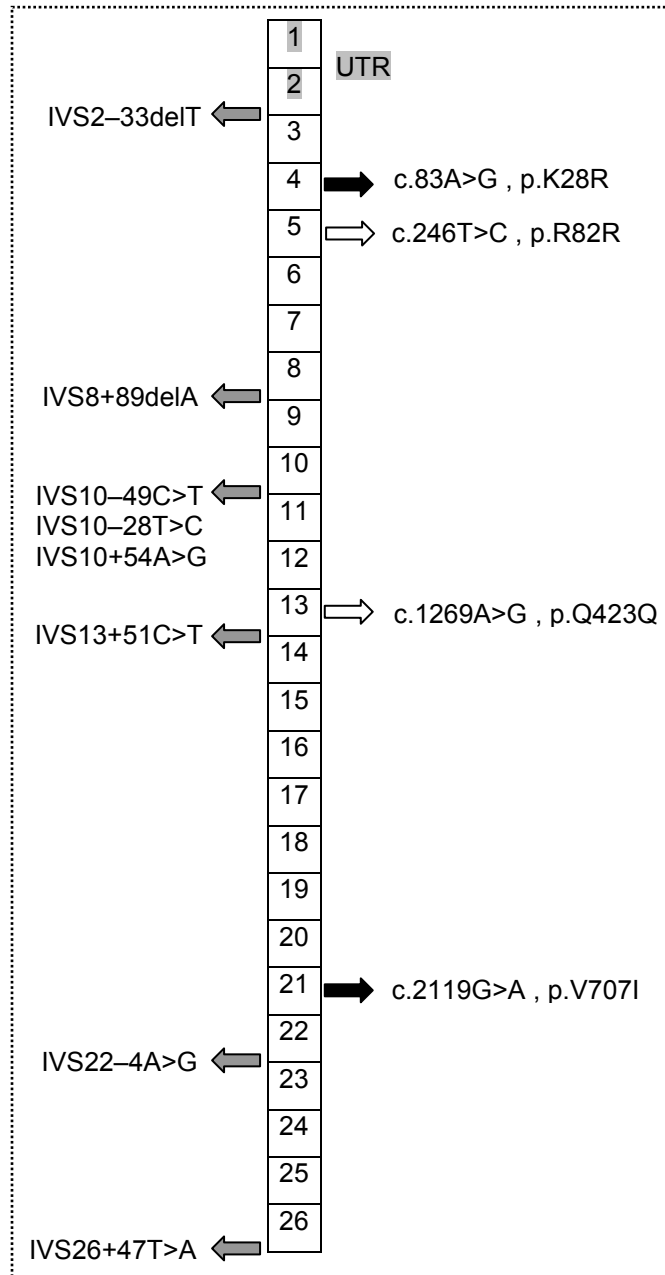 1
UTR
2
IVS2–33delT
3
4
c.83A>G , p.K28R
5
c.246T>C , p.R82R
6
7
8
IVS8+89delA
9
10
IVS10–49C>T
11
IVS10–28T>C
IVS10+54A>G
12
13
c.1269A>G , p.Q423Q
IVS13+51C>T
14
15
16
17
18
19
20
21
c.2119G>A , p.V707I
22
IVS22–4A>G
23
24
25
26
IVS26+47T>A